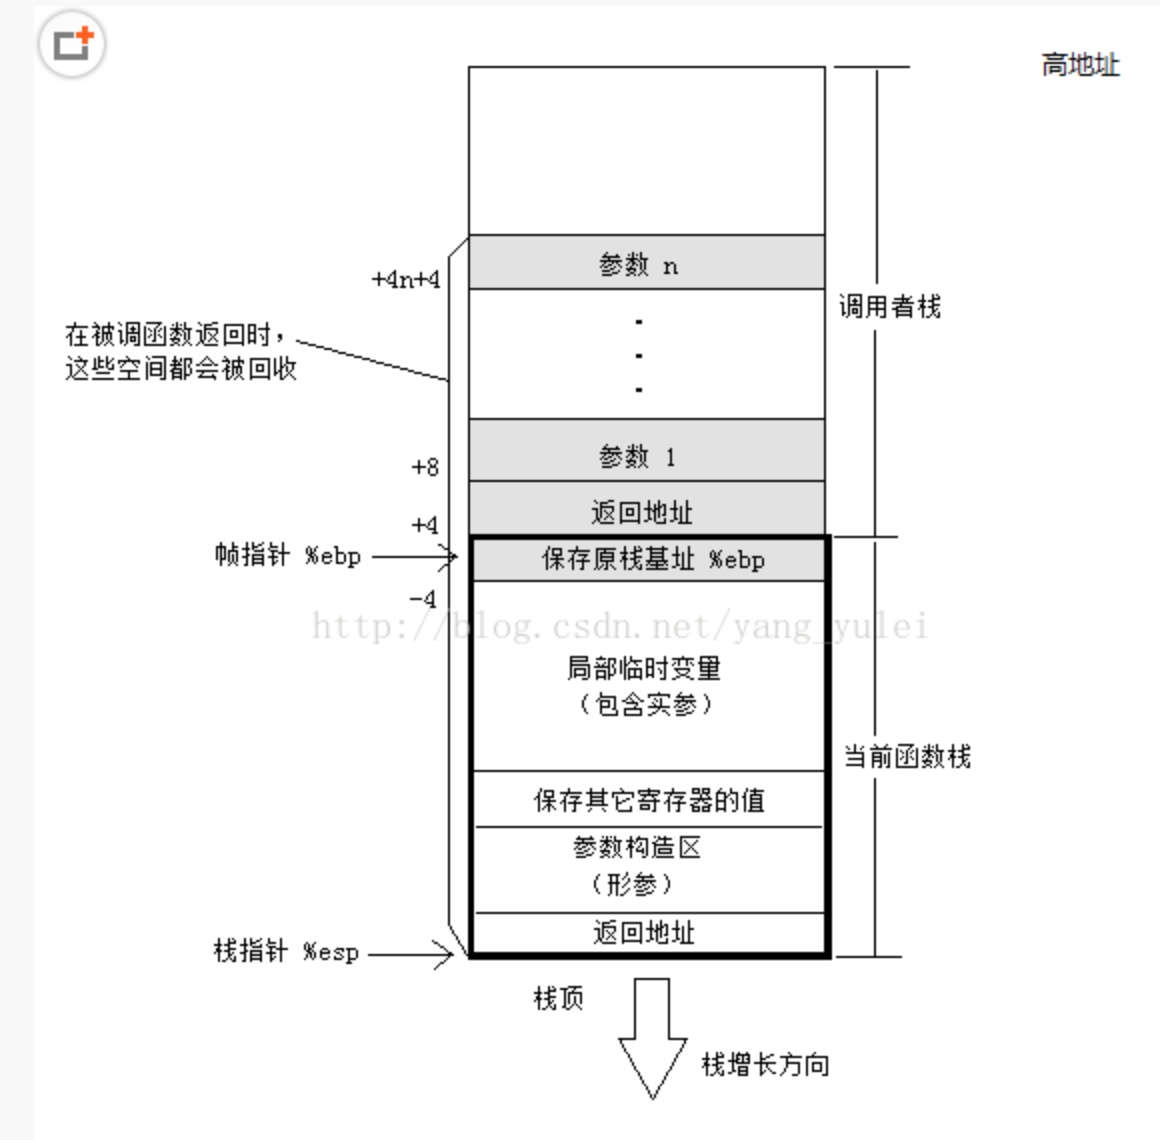 高地址
参数 n
+4n+4
调用者栈
在被调函数返回时，
这些空间都会被回收
参数 1
+8
返回地址
+4
帧指针 %ebp
保存原栈基址 %ebp
-4
http://blog.csdn.net/yang_yulei
局部临时变量
（包含实参）
当前函数栈
保存其它寄存器的值
参数构造区
（形参）
返回地址
栈指针 %esp
栈顶
栈增长方向